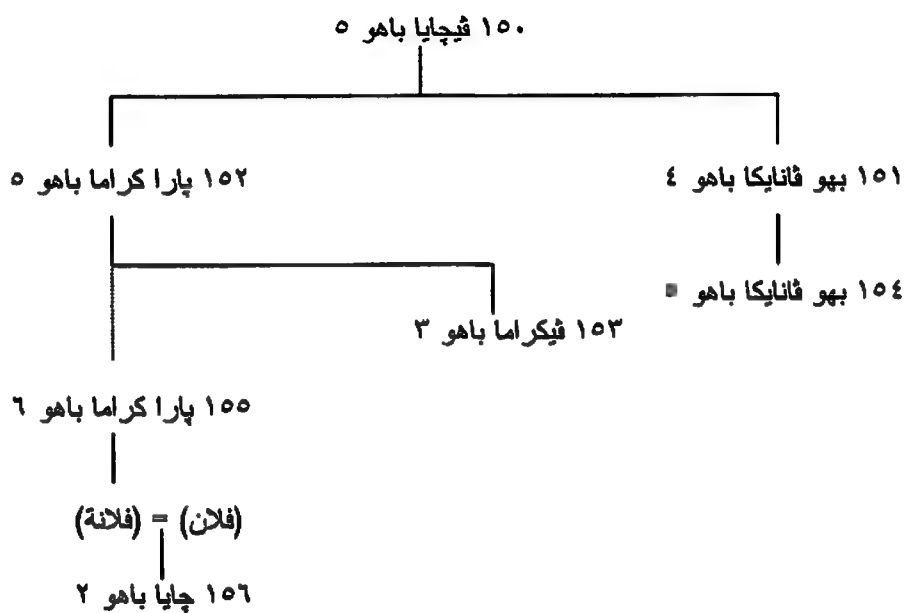 ١٥٠ ڤيچايا باهو ٥
١٥١ بهو ڤانايكا باهو ٤
١٥٢ پارا كراما باهو ٥
١٥٤ بهو ڤانايكا باهو
١٥٣ ڤيكراما باهو ٣
١٥٥ پارا كراما باهو ٦
(فلان) = (فلانة)
١٥٦ چايا باهو ٢